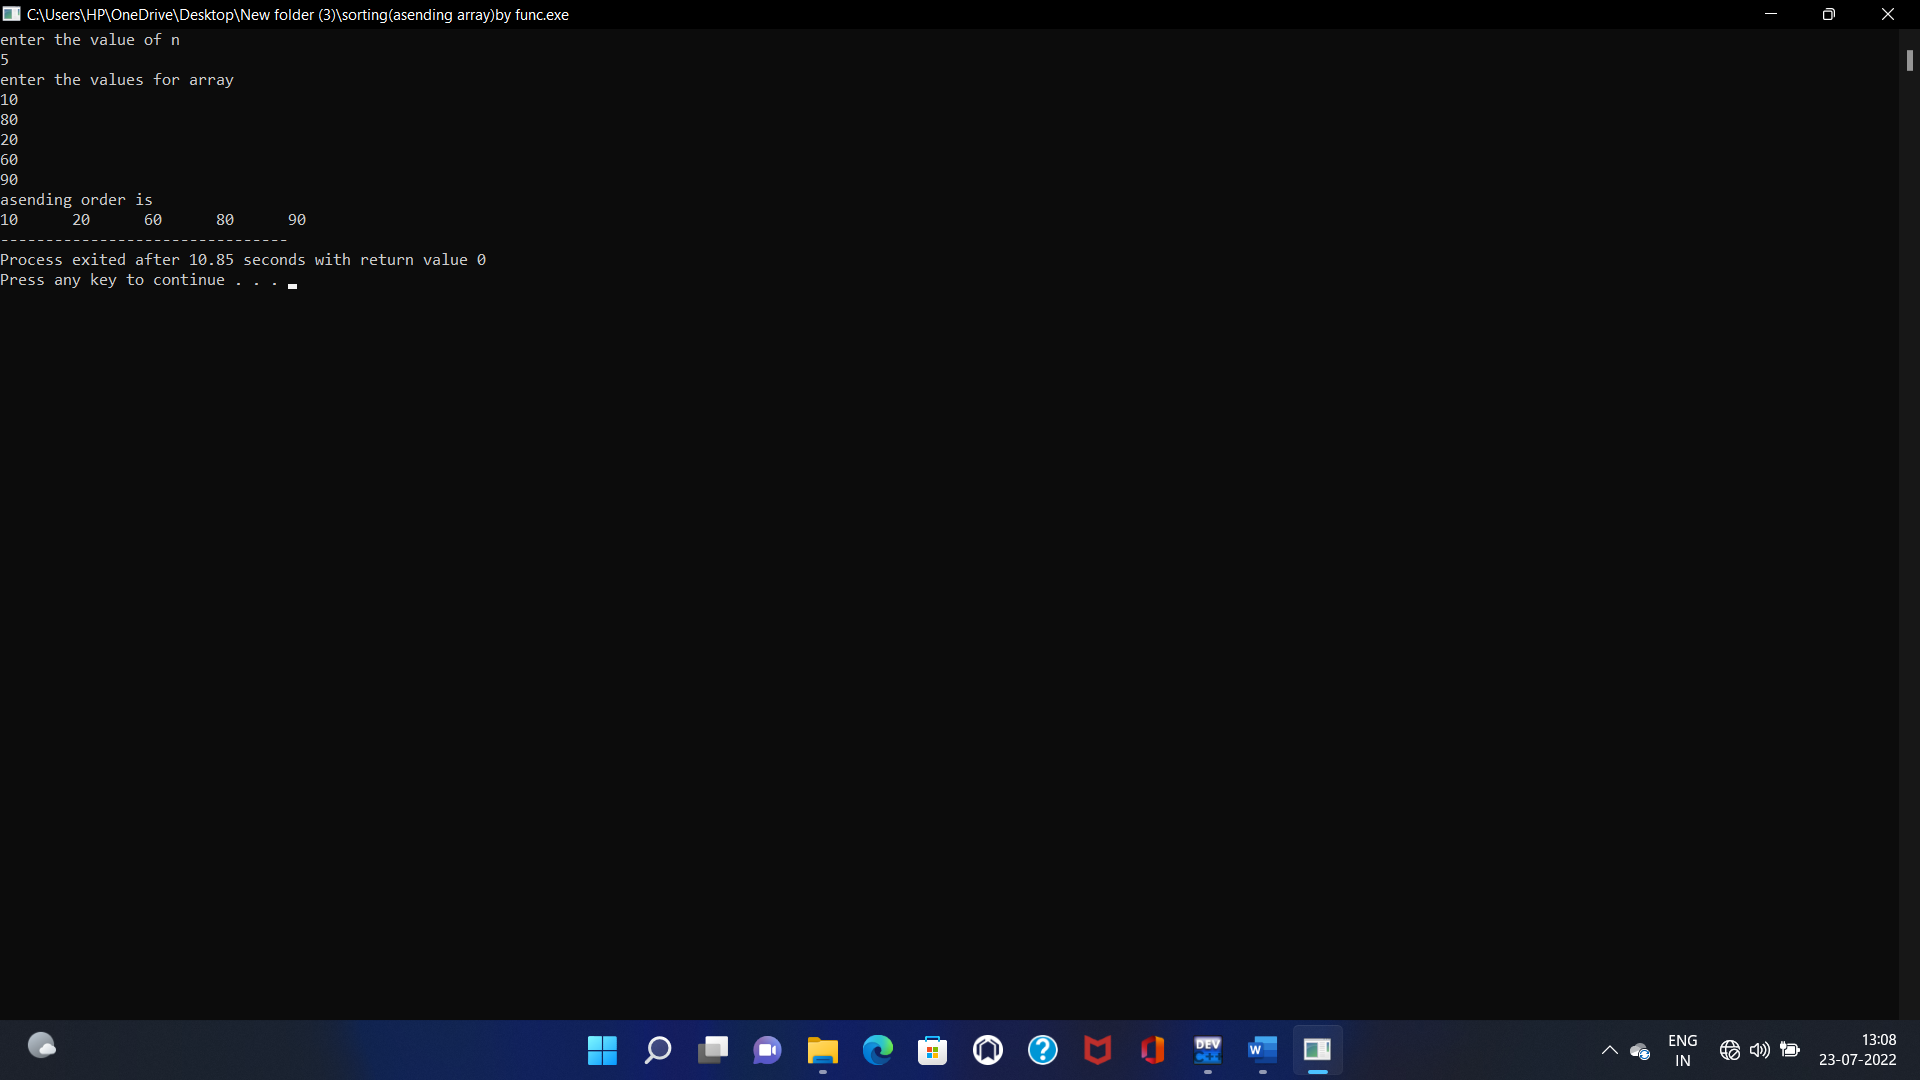 C:\Users\HP\OneDrive\Desktop\New folder (3)\sorting(asending array)by func.exe
enter the value of n
5
enter the values for array
10
80
20
60
90
asending order is
10 20 60 80 90
--------------------------------
Process exited after 10.85 seconds with return value 0
Press any key to continue . . .
DEV
C++
W
ENG
IN
13:08
23-07-2022